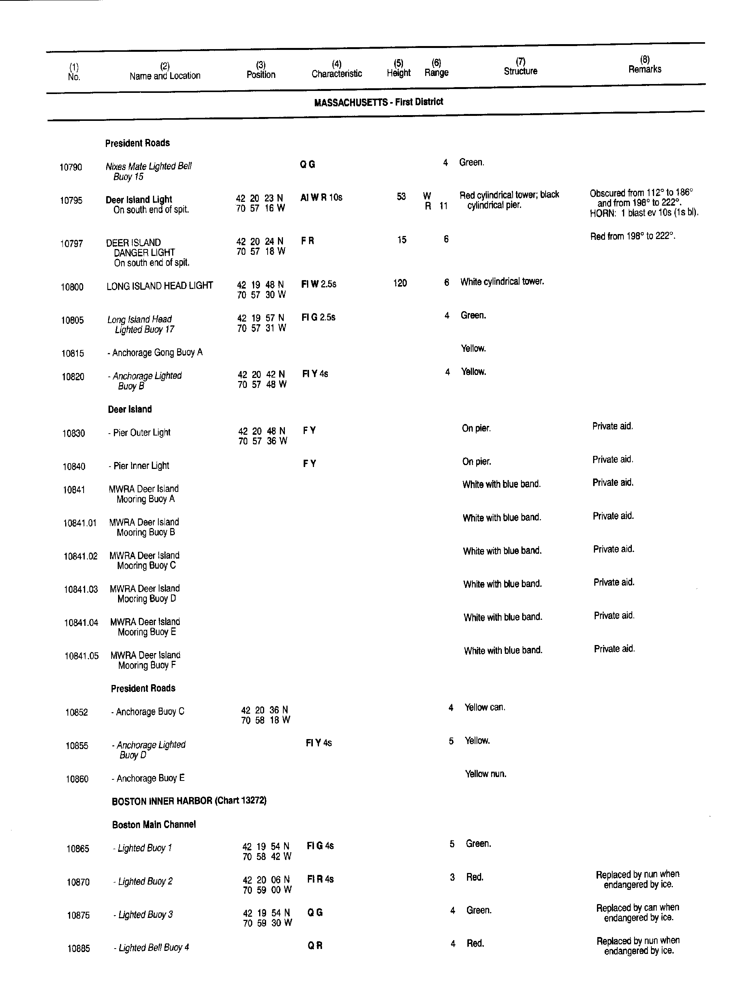 (1) (2) (3) (4) (5) (6) (7) (8)
No. Name and Location Position Characteristic Height Range Structure Remarks
MASSACHUSETTS - First District
President Roads
10790 Nixes Mate Lighted Bell Q G 4 Green.
Buoy 15
10795 Deer Island Light 42 20 23 N Al W R 10s 53 W Red cylindrical tower; black Obscured from 112° to 186°
On south end of spit. 70 57 16 W R 11 cylindrical pier. and from 198° to 222°.
HORN: 1 blast ev 10s (1s bl).
10797 DEER ISLAND 42 20 24 N F R 15 6 Red from 198° to 222°.
DANGER LIGHT 70 57 18 W
On south end of spit.
10800 LONG ISLAND HEAD LIGHT 42 19 48 N Fl W 2.5s 120 6 White cylindrical tower.
70 57 30 W
10805 Long Island Head 42 19 57 N Fl G 2.5s 4 Green.
Lighted Buoy 17 70 57 31 W
10815 - Anchorage Gong Buoy A Yellow.
10820 - Anchorage Lighted 42 20 42 N Fl Y 4s 4 Yellow.
Buoy B 70 57 48 W
Deer Island
10830 - Pier Outer Light 42 20 48 N F Y On pier. Private aid.
70 57 36 W
10840 - Pier Inner Light F Y On pier. Private aid.
10841 MWRA Deer Island White with blue band. Private aid.
Mooring Buoy A
10841.01 MWRA Deer Island White with blue band. Private aid.
Mooring Buoy B
10841.02 MWRA Deer Island White with blue band. Private aid.
Mooring Buoy C
10841.03 MWRA Deer Island White with blue band. Private aid.
Mooring Buoy D
10841.04 MWRA Deer Island White with blue band. Private aid.
Mooring Buoy E
10841.05 MWRA Deer Island White with blue band. Private aid.
Mooring Buoy F
President Roads
10852 - Anchorage Buoy C 42 20 36 N 4 Yellow can.
70 58 18 W
10855 - Anchorage Lighted Fl Y 4s 5 Yellow.
Buoy D
10860 - Anchorage Buoy E Yellow nun.
BOSTON INNER HARBOR (Chart 13272)
Boston Main Channel
10865 - Lighted Buoy 1 42 19 54 N Fl G 4s 5 Green.
70 58 42 W
10870 - Lighted Buoy 2 42 20 06 N Fl R 4s 3 Red. Replaced by nun when
70 59 00 W endangered by ice.
10875 - Lighted Buoy 3 42 19 54 N Q G 4 Green. Replaced by can when
70 59 30 W endangered by ice.
10885 - Lighted Bell Buoy 4 Q R 4 Red. Replaced by nun when
endangered by ice.